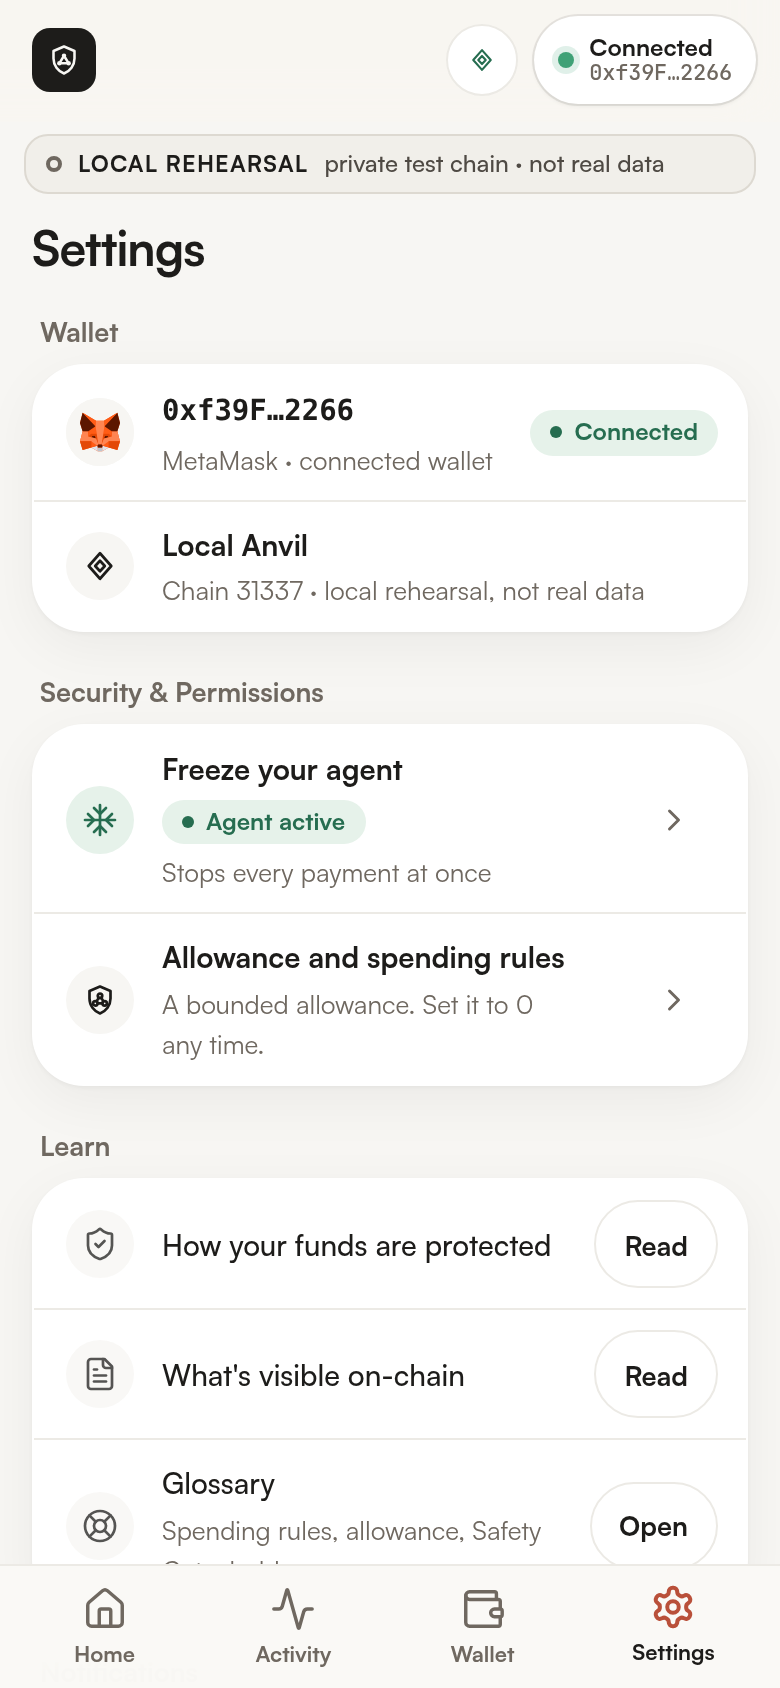 Connected
0xf39F…2266
LOCAL REHEARSAL private test chain · not real data
Settings
Wallet
0xf39F…2266
MetaMask · connected wallet
Connected
Local Anvil
Chain 31337 · local rehearsal, not real data
Security & Permissions
Freeze your agent
Agent active
Stops every payment at once
Allowance and spending rules
A bounded allowance. Set it to 0
any time.
Learn
How your funds are protected
Read
What's visible on-chain
Read
Glossary
Spending rules, allowance, Safety
Open
Home
Activity
Wallet
Settings
Notifications